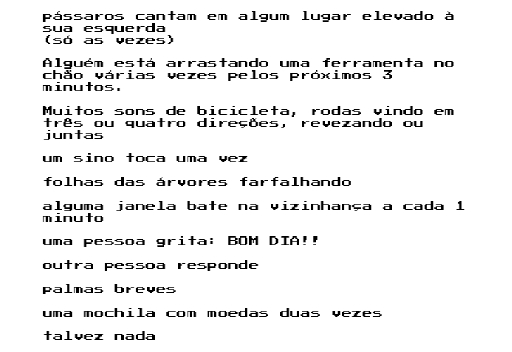 pássaros cantam em algum lugar elevado à
sua esquerda
(só as vezes)
Alguém está arrastando uma ferramenta no
chão várias vezes pelos próximos 3
minutos.
Muitos sons de bicicleta, rodas vindo em
três ou quatro direções, revezando ou
juntas
um sino toca uma vez
folhas das árvores farfalhando
alguma janela bate na vizinhança a cada 1
minuto
uma pessoa grita: BOM DIA!!
outra pessoa responde
palmas breves
uma mochila com moedas duas vezes
talvez nada